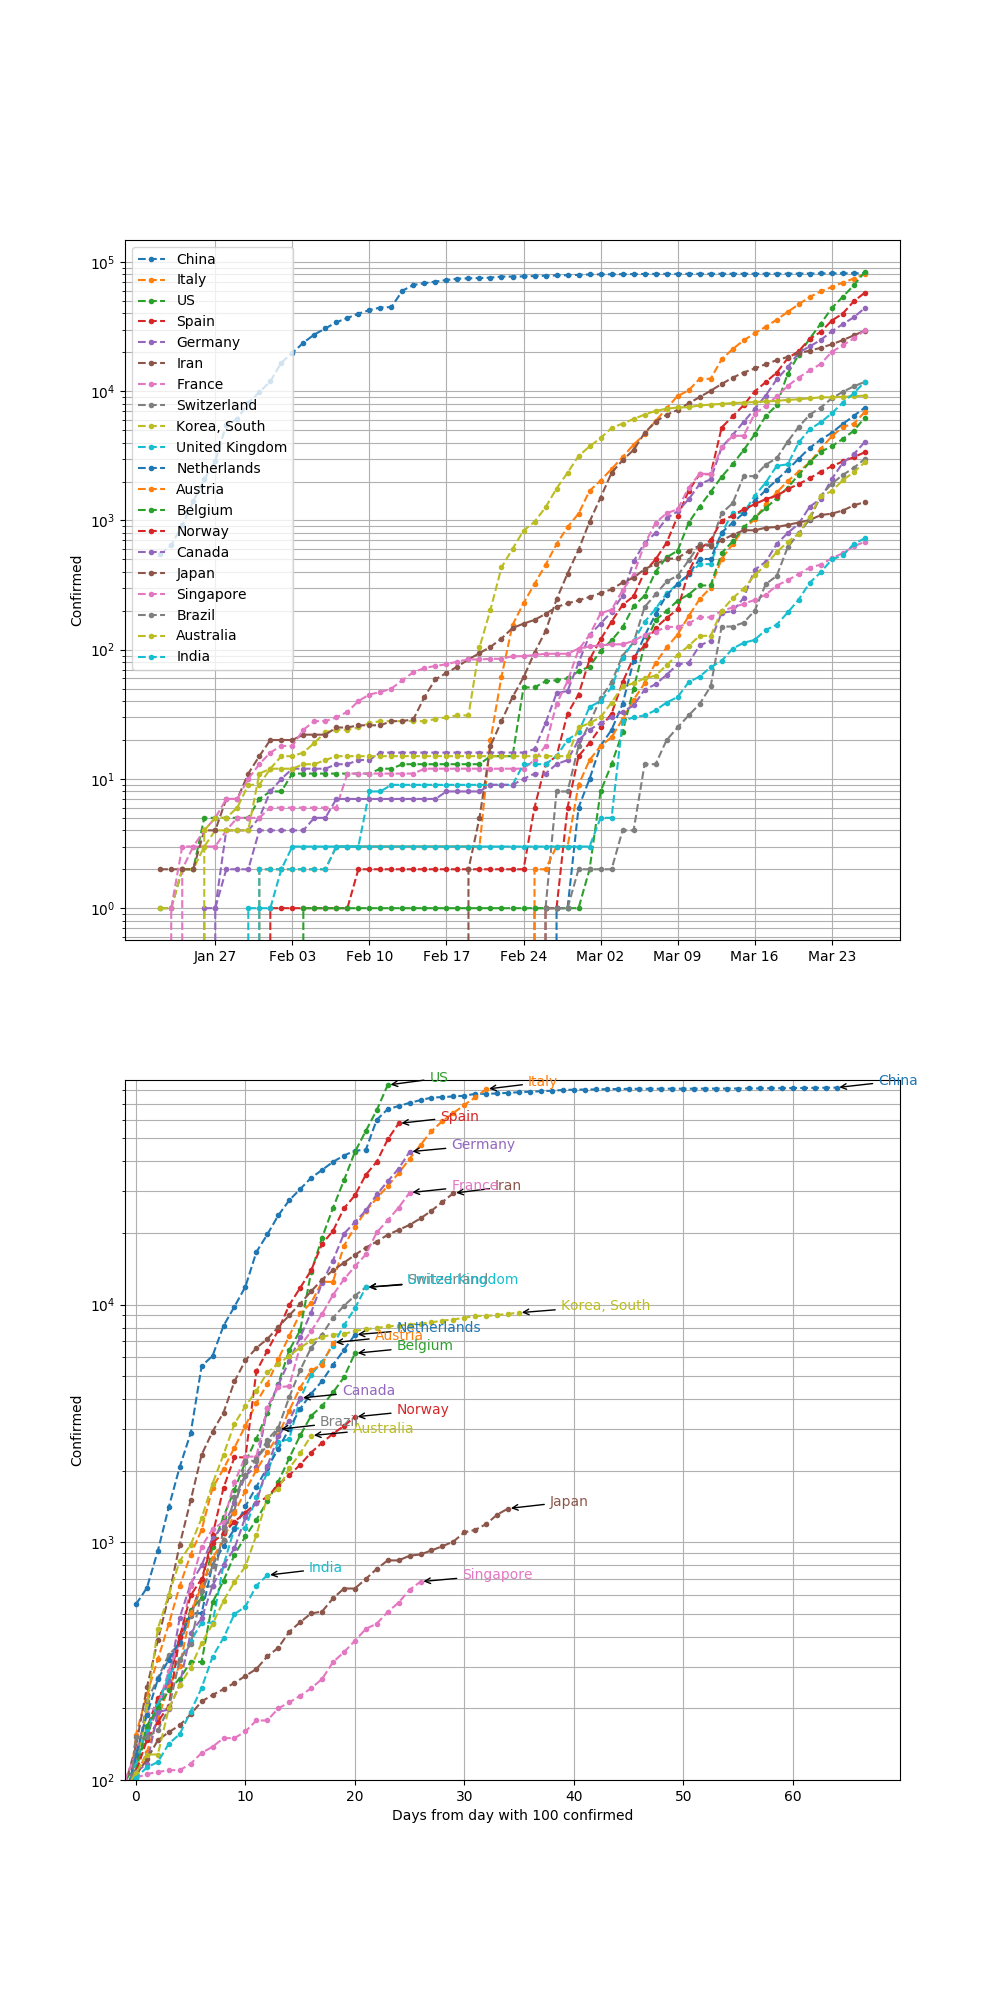 10^5
10^4
10^3
10^2
10^1
10^0
Confirmed
China
Italy
US
Spain
Germany
Iran
France
Switzerland
Korea, South
United Kingdom
Netherlands
Austria
Belgium
Norway
Canada
Japan
Singapore
Brazil
Australia
India
Jan 27 Feb 03 Feb 10 Feb 17 Feb 24 Mar 02 Mar 09 Mar 16 Mar 23
US
Italy
China
Spain
Germany
France
Iran
Switzerland
United Kingdom
Korea, South
Netherlands
Austria
Belgium
Canada
Norway
Brazil
Australia
Japan
India
Singapore
10^4
10^3
10^2
Confirmed
0 10 20 30 40 50 60
Days from day with 100 confirmed